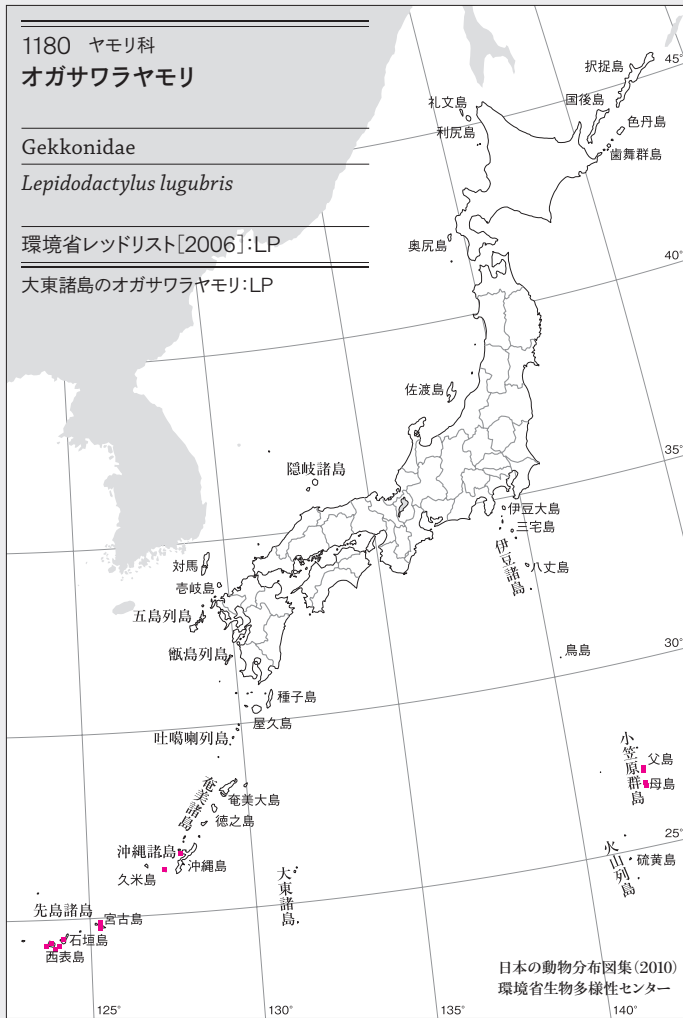 1180 ヤモリ科
オガサワラヤモリ
Gekkonidae
Lepidodactylus lugubris
環境省レッドリスト[2006]:LP
大東諸島のオガサワラヤモリ:LP
45°
択捉島
国後島
礼文島
色丹島
利尻島
歯舞群島
奥尻島
40°
佐渡島
35°
隠岐諸島
伊豆大島
三宅島
伊豆諸島
八丈島
対馬
壱岐島
五島列島
甑島列島
鳥島
30°
種子島
屋久島
吐噶喇列島
小笠原群島
父島
母島
奄美諸島
奄美大島
徳之島
25°
沖縄諸島
沖縄島
久米島
大東諸島
火山列島
硫黄島
先島諸島
宮古島
石垣島
西表島
日本の動物分布図集(2010)
環境省生物多様性センター
125°
130°
135°
140°